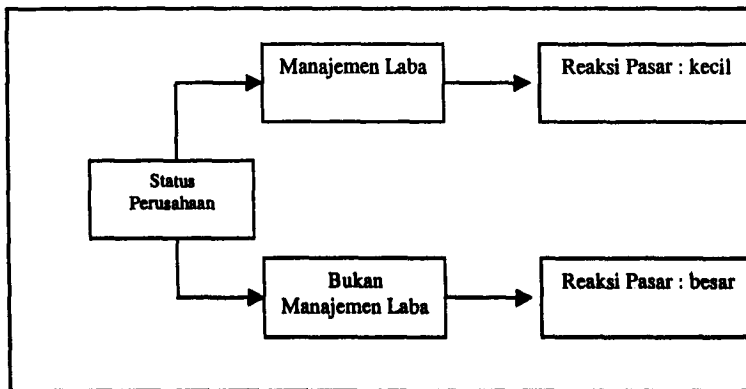 Manajemen Laba
Reaksi Pasar : kecil
Status
Perusahaan
Bukan
Manajemen Laba
Reaksi Pasar : besar